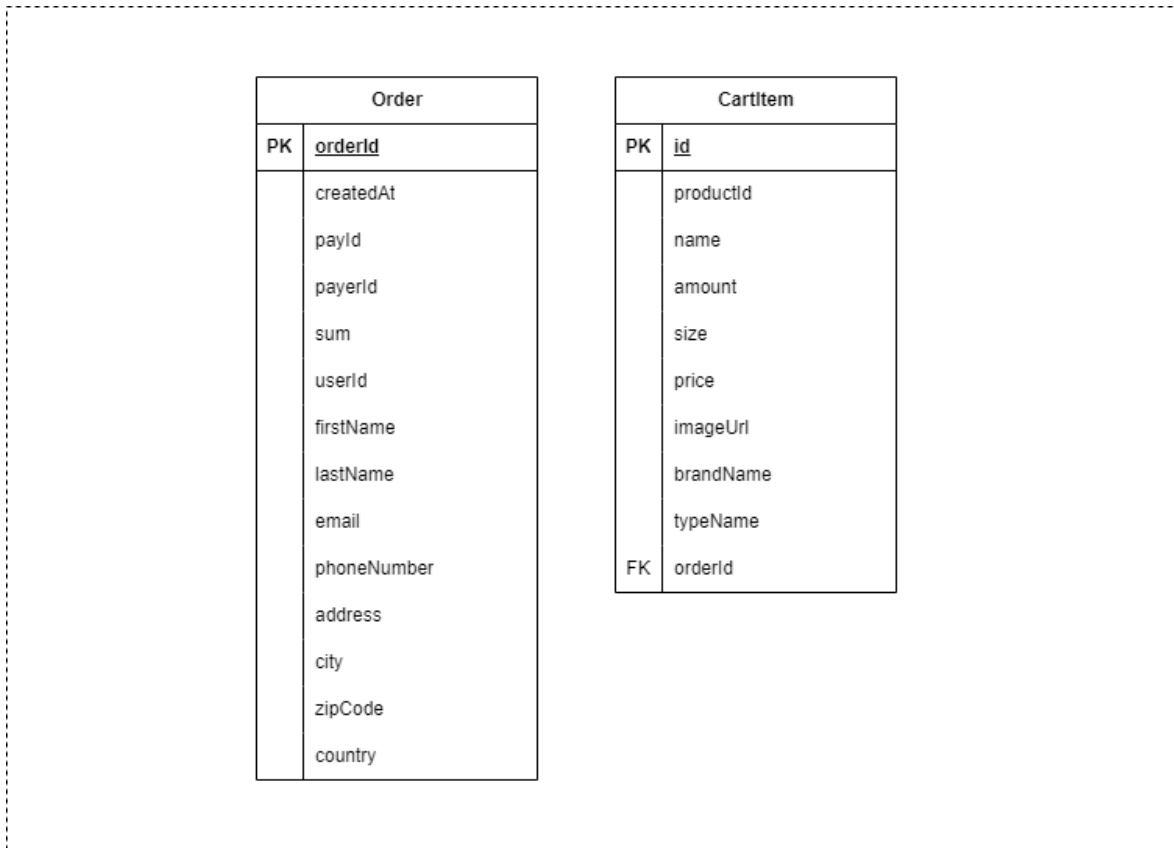 Order
PK orderId
createdAt
payId
payerId
sum
userId
firstName
lastName
email
phoneNumber
address
city
zipCode
country
CartItem
PK id
productId
name
amount
size
price
imageUrl
brandName
typeName
FK orderId